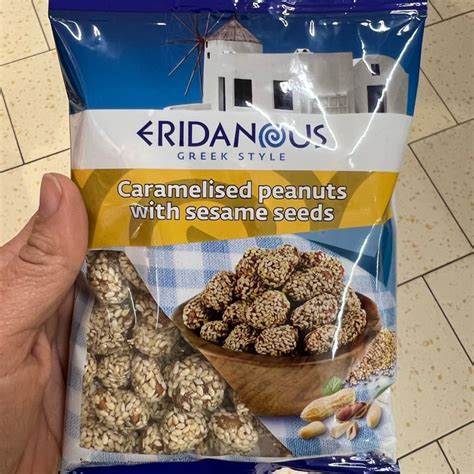 ERIDANOUS
GREEK STYLE
Caramelised peanuts
with sesame seeds